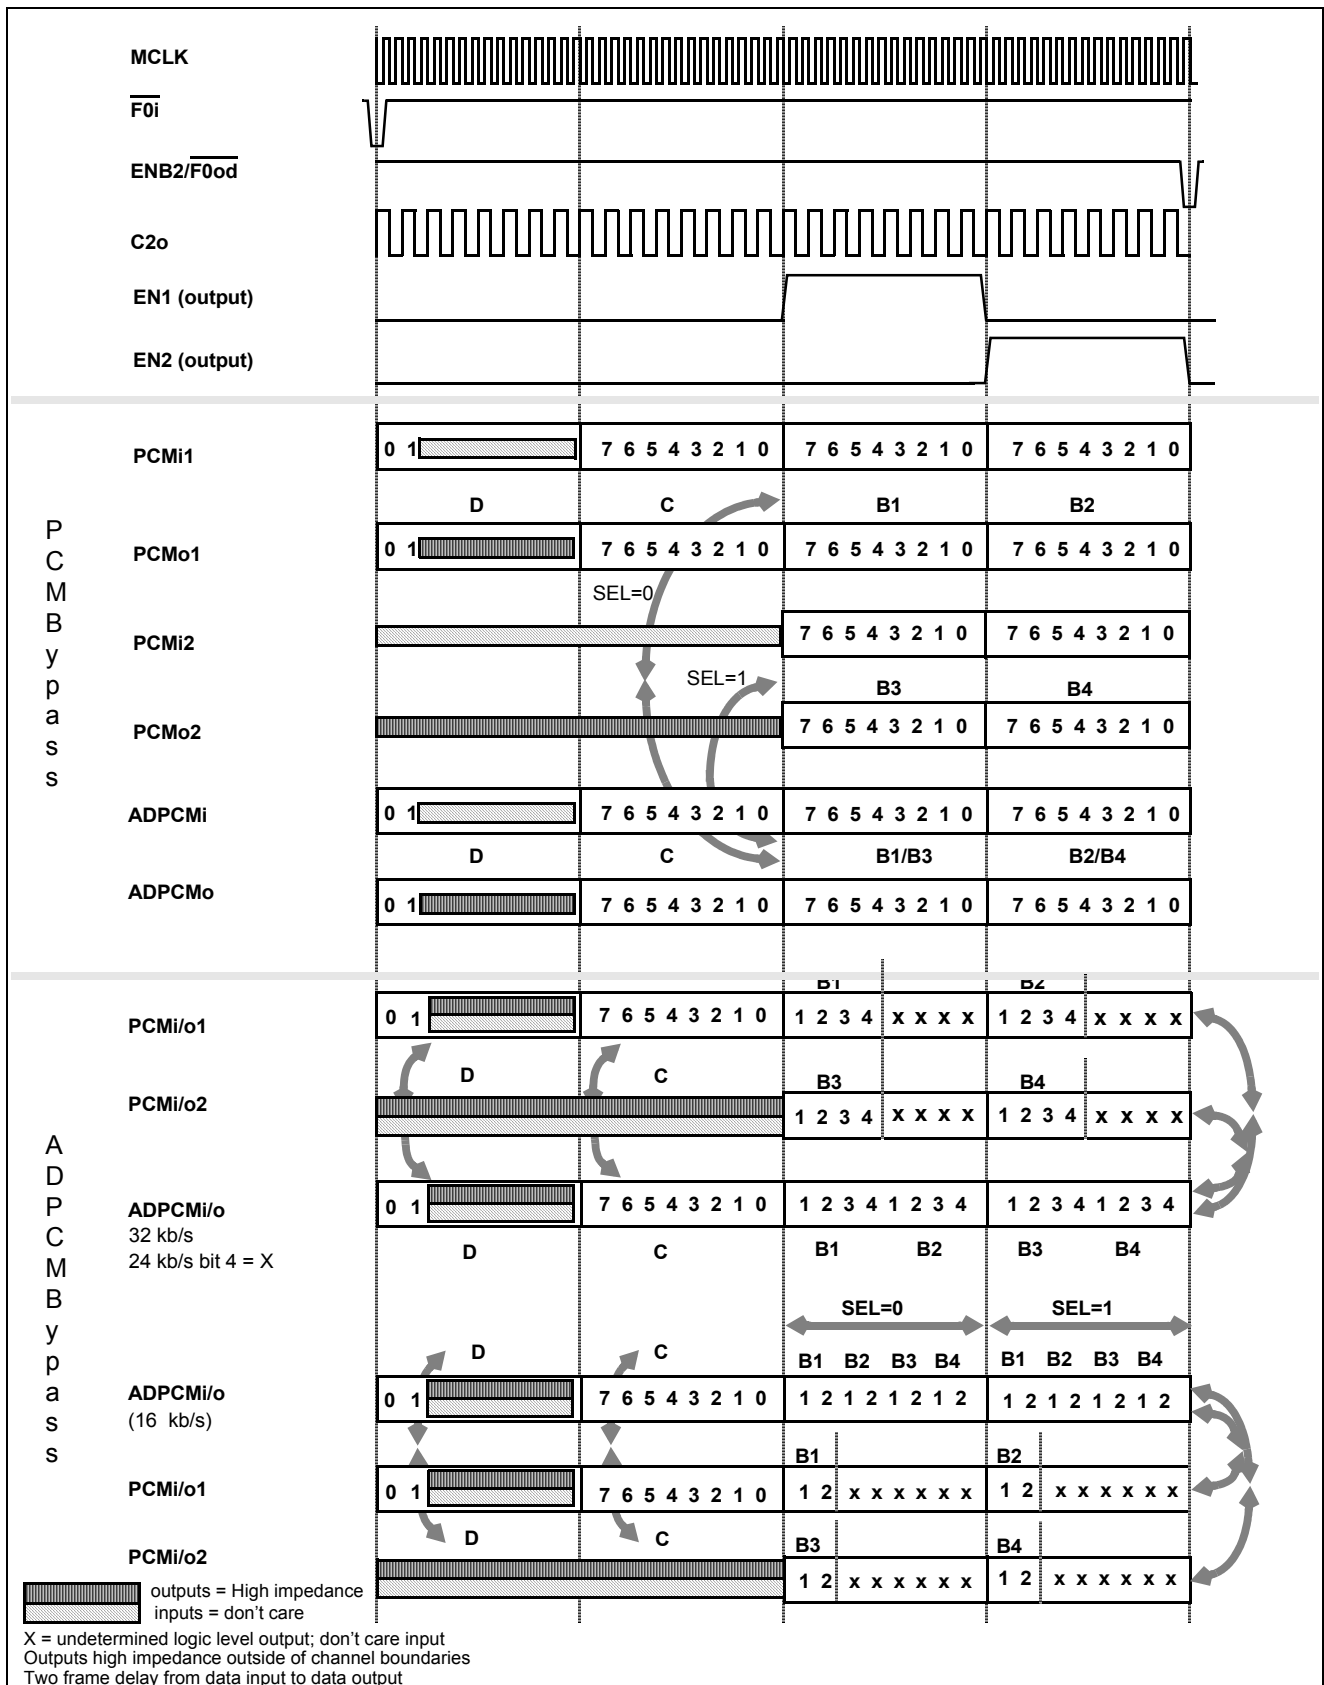 MCLK
F0i
ENB2/F0od
C2o
EN1 (output)
EN2 (output)
PCM Bypass
PCMi1
0 1 7 6 5 4 3 2 1 0 7 6 5 4 3 2 1 0 7 6 5 4 3 2 1 0
D C B1 B2
PCMo1
0 1 7 6 5 4 3 2 1 0 7 6 5 4 3 2 1 0 7 6 5 4 3 2 1 0
SEL=0
PCMi2
7 6 5 4 3 2 1 0 7 6 5 4 3 2 1 0
SEL=1 B3 B4
PCMo2
7 6 5 4 3 2 1 0 7 6 5 4 3 2 1 0
ADPCMi
0 1 7 6 5 4 3 2 1 0 7 6 5 4 3 2 1 0 7 6 5 4 3 2 1 0
D C B1/B3 B2/B4
ADPCMo
0 1 7 6 5 4 3 2 1 0 7 6 5 4 3 2 1 0 7 6 5 4 3 2 1 0
ADPCM Bypass
B1 B2
PCMi/o1
0 1 7 6 5 4 3 2 1 0 1 2 3 4 x x x x 1 2 3 4 x x x x
D C B3 B4
PCMi/o2
1 2 3 4 x x x x 1 2 3 4 x x x x
ADPCMi/o
0 1 7 6 5 4 3 2 1 0 1 2 3 4 1 2 3 4 1 2 3 4 1 2 3 4
32 kb/s
24 kb/s bit 4 = X
D C B1 B2 B3 B4
SEL=0 SEL=1
D C B1 B2 B3 B4 B1 B2 B3 B4
ADPCMi/o
0 1 7 6 5 4 3 2 1 0 1 2 1 2 1 2 1 2 1 2 1 2 1 2 1 2
(16 kb/s)
B1 B2
PCMi/o1
0 1 7 6 5 4 3 2 1 0 1 2 x x x x x x 1 2 x x x x x x
D C B3 B4
PCMi/o2
1 2 x x x x x x 1 2 x x x x x x
outputs = High impedance
inputs = don't care
X = undetermined logic level output; don't care input
Outputs high impedance outside of channel boundaries
Two frame delay from data input to data output